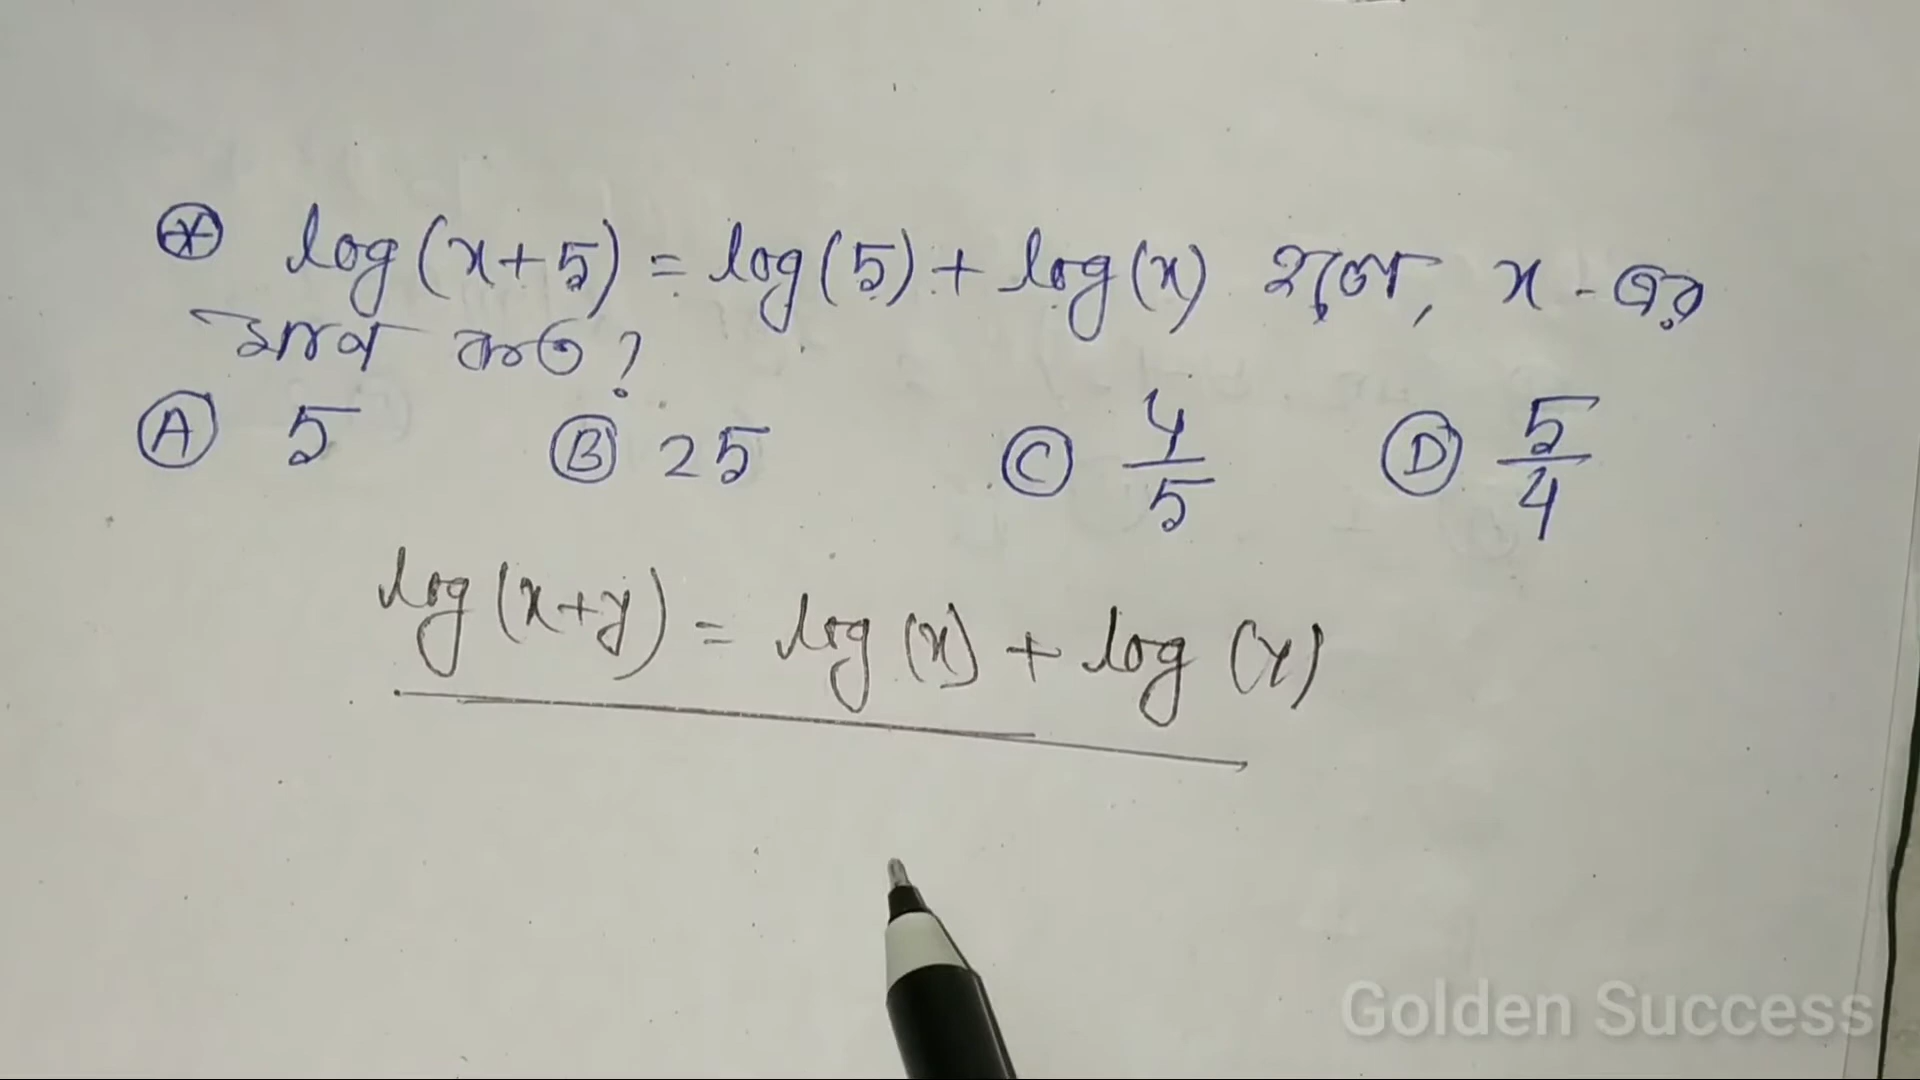 ⊛ log(x+5) = log(5) + log(x) হলে, x - এর
মান কত?
Ⓐ 5 Ⓑ 25 Ⓒ 4/5 Ⓓ 5/4
log(x+y) = log(x) + log(y)
Golden Success